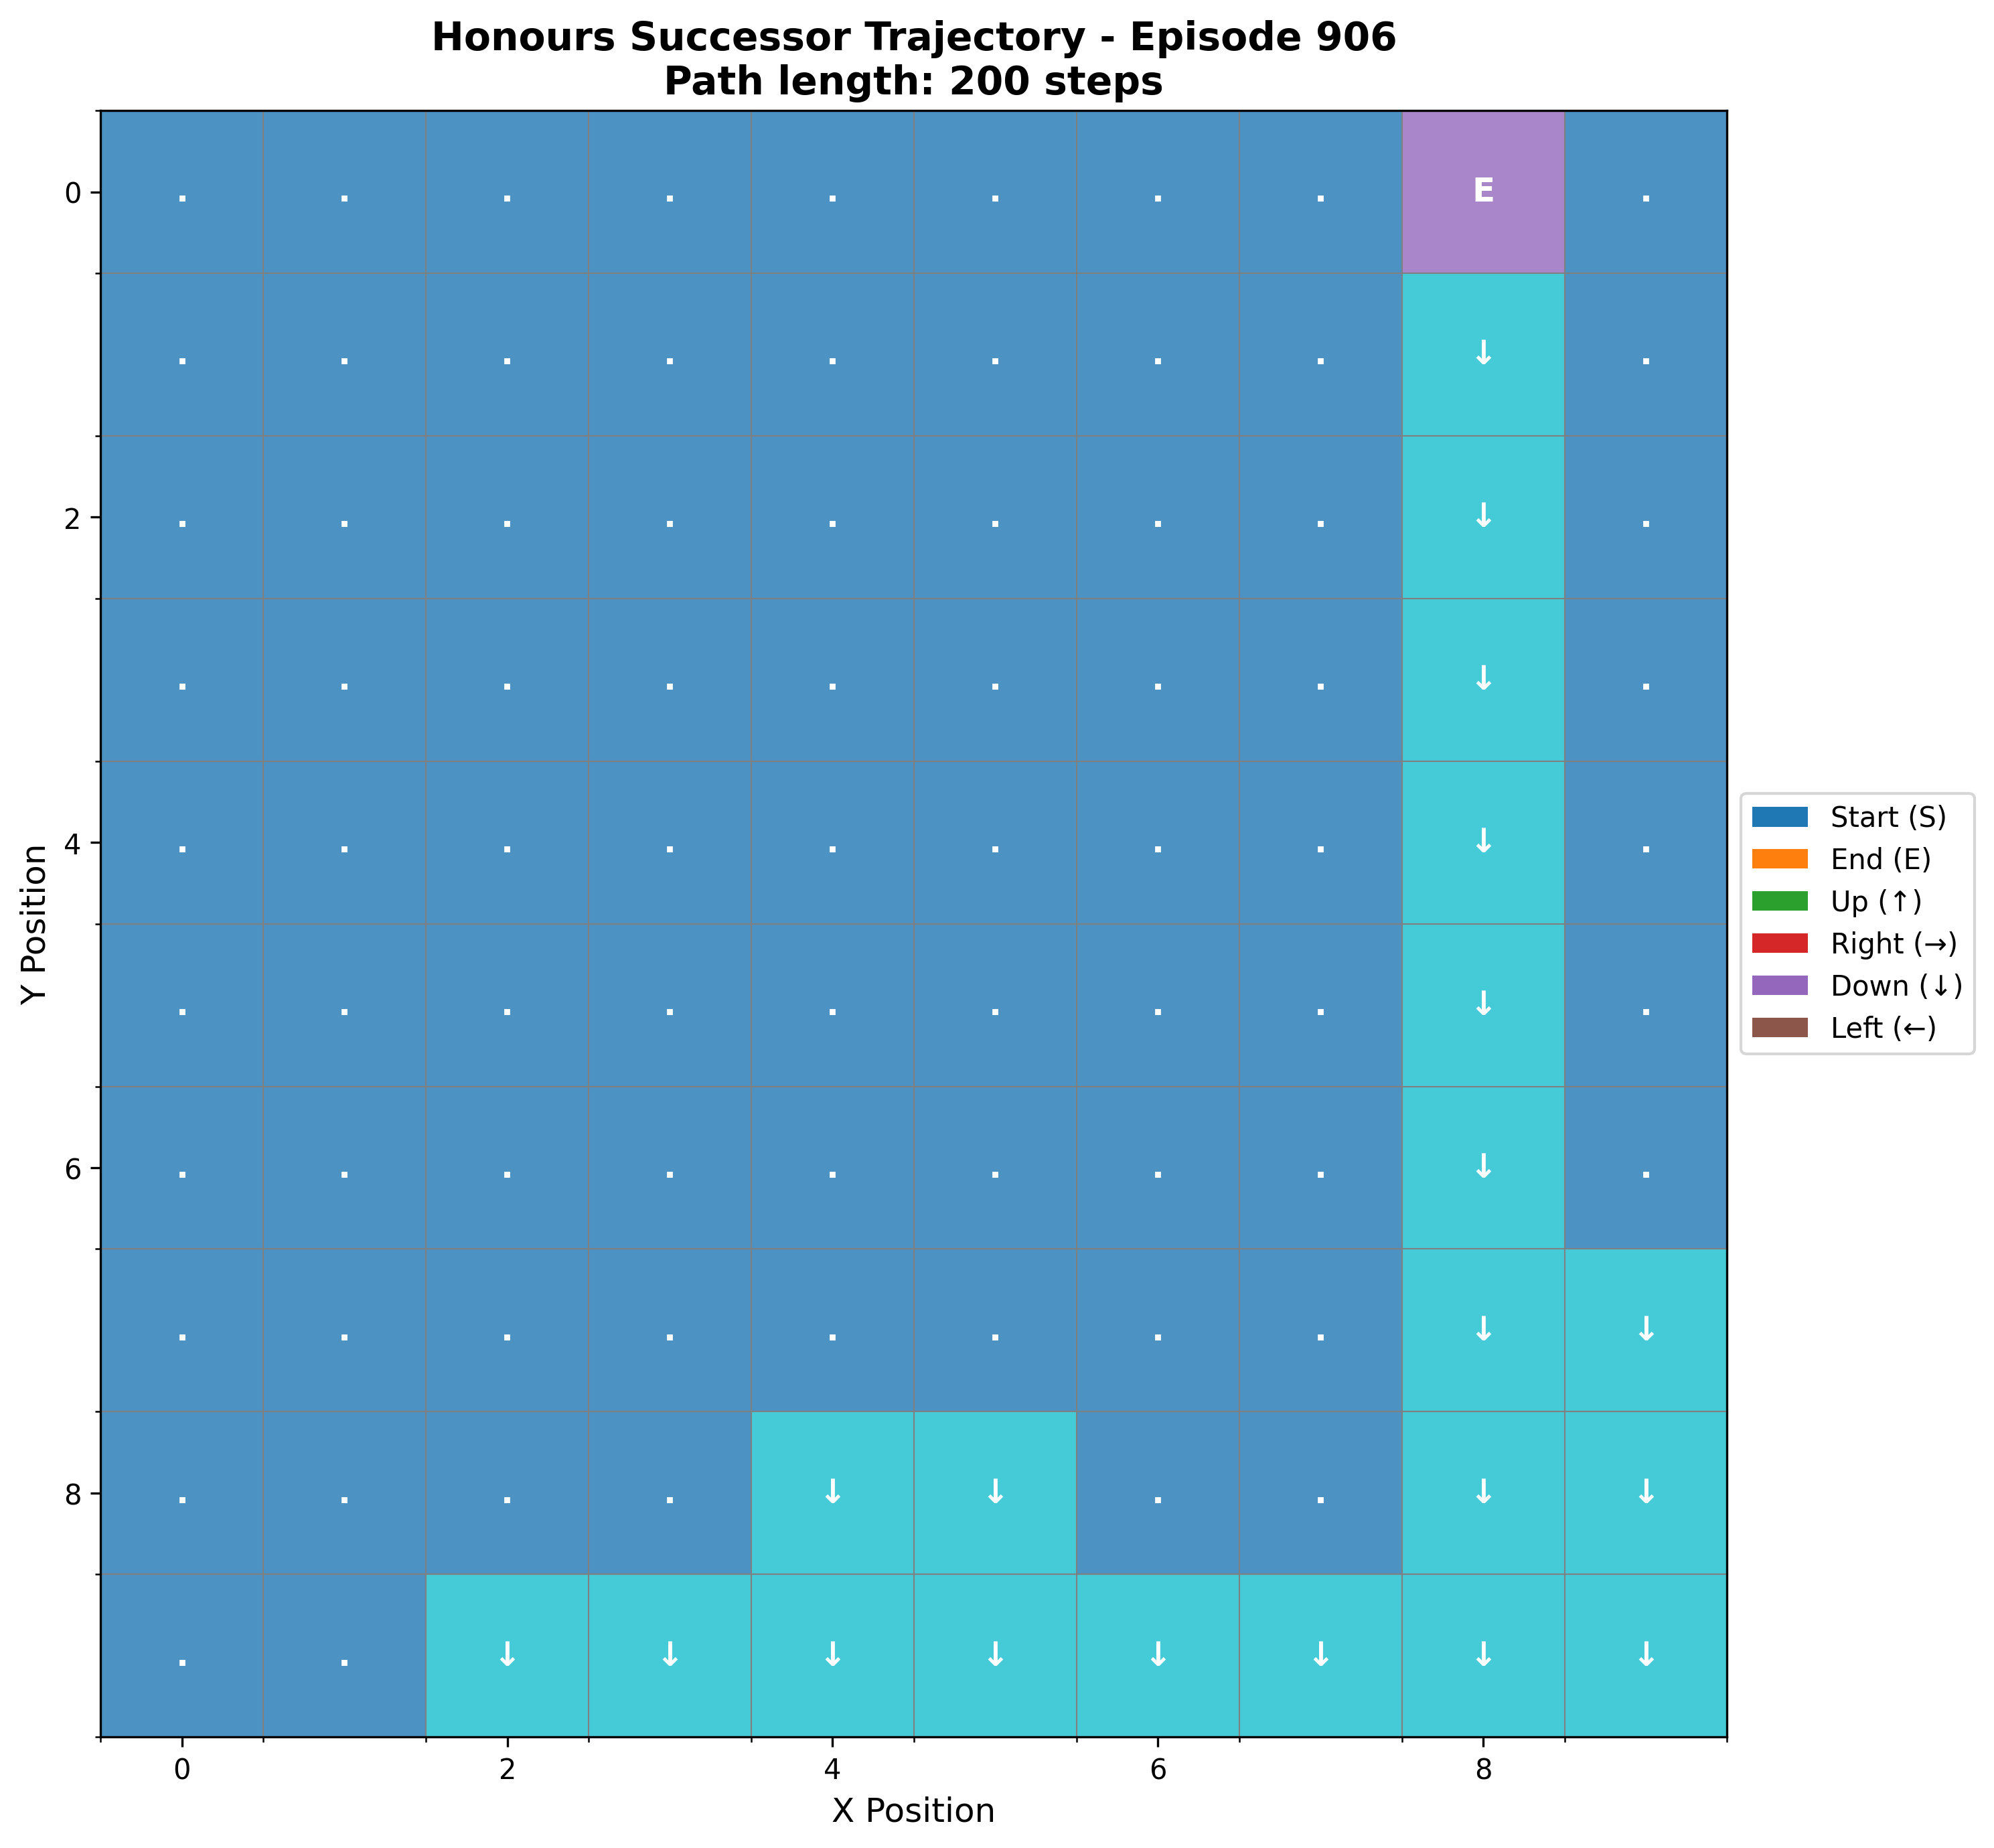 Honours Successor Trajectory - Episode 906
Path length: 200 steps
0 . . . . . . . . E .
. . . . . . . . ↓ .
2 . . . . . . . . ↓ .
. . . . . . . . ↓ .
4 . . . . . . . . ↓ .
. . . . . . . . ↓ .
6 . . . . . . . . ↓ .
. . . . . . . . ↓ ↓
8 . . . . ↓ ↓ . . ↓ ↓
. . ↓ ↓ ↓ ↓ ↓ ↓ ↓ ↓
0 2 4 6 8
X Position
Y Position
Start (S)
End (E)
Up (↑)
Right (→)
Down (↓)
Left (←)